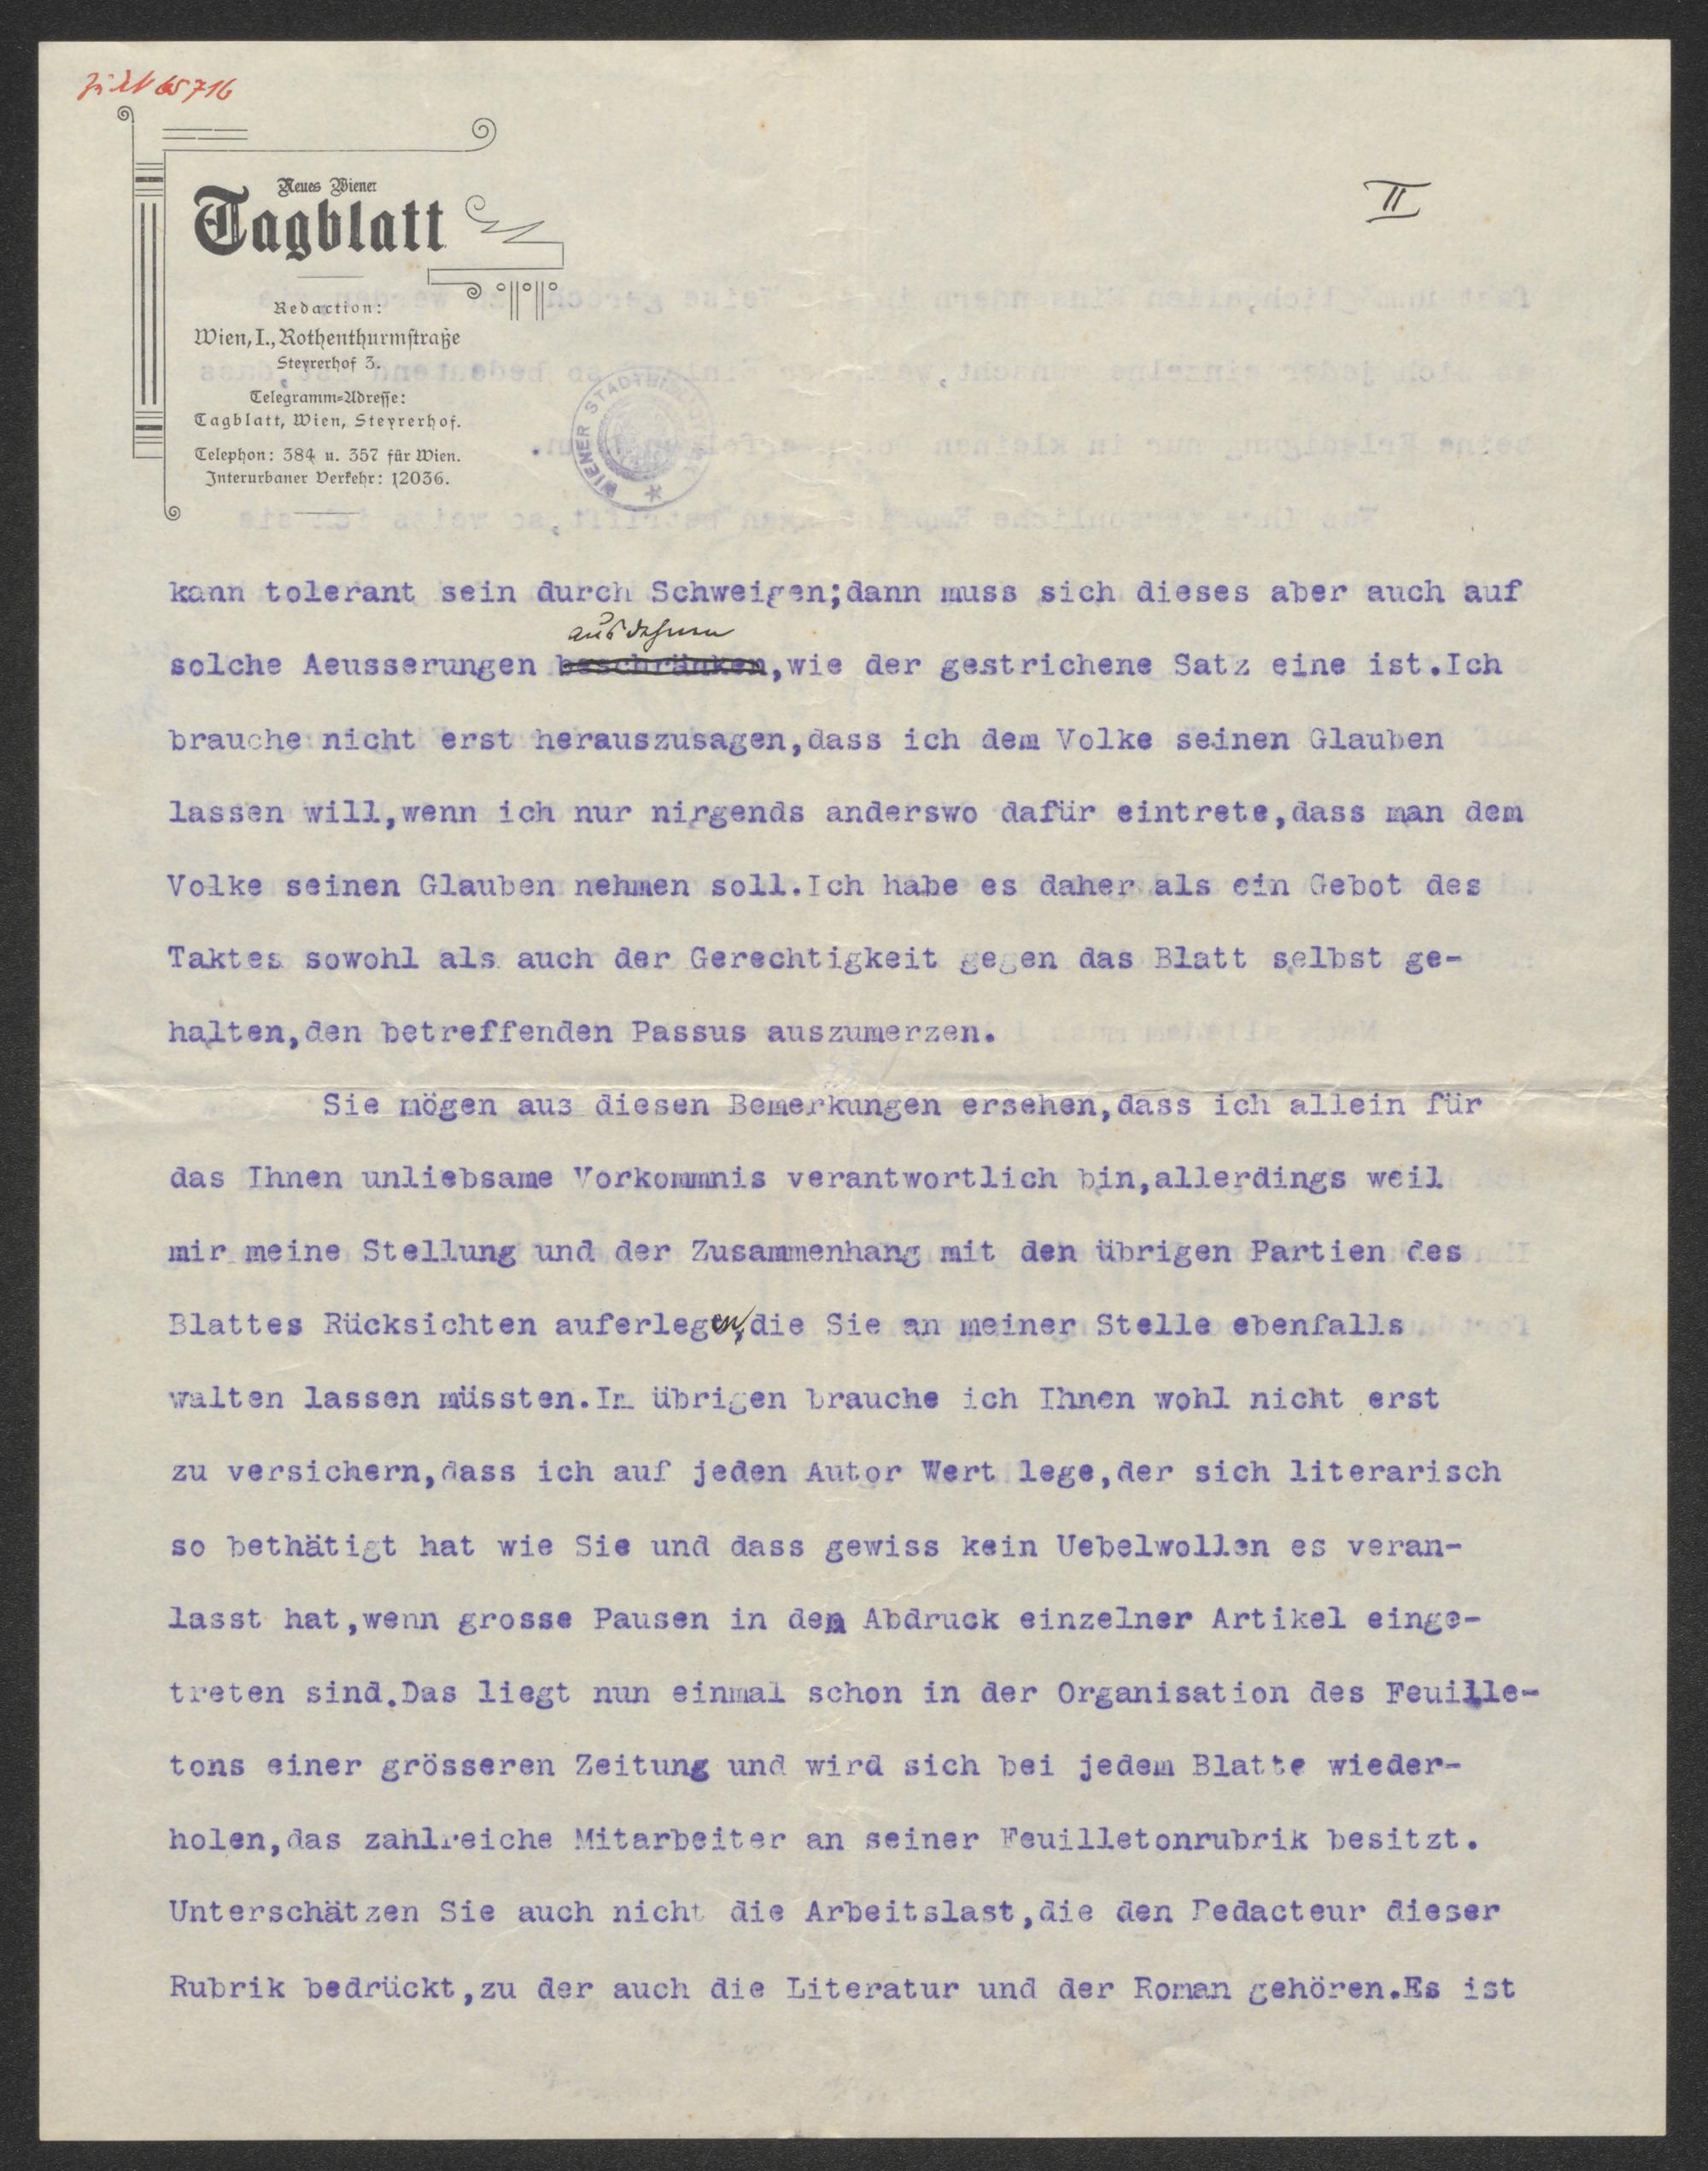 65716
II
Neues Wiener
Tagblatt
Redaction:
Wien, I., Rothenthurmstraße
Steyrerhof 3.
Telegramm-Adresse:
Tagblatt, Wien, Steyrerhof.
Telephon: 384 u. 357 für Wien.
Interurbaner Verkehr: 12036.
WIENER STADTBIBLIOTHEK
kann tolerant sein durch Schweigen;dann muss sich dieses aber auch auf
ausdehnen
solche Aeusserungen beschränken,wie der gestrichene Satz eine ist.Ich
brauche nicht erst herauszusagen,dass ich dem Volke seinen Glauben
lassen will,wenn ich nur nirgends anderswo dafür eintrete,dass man dem
Volke seinen Glauben nehmen soll.Ich habe es daher als ein Gebot des
Taktes sowohl als auch der Gerechtigkeit gegen das Blatt selbst ge-
halten,den betreffenden Passus auszumerzen.
Sie mögen aus diesen Bemerkungen ersehen,dass ich allein für
das Ihnen unliebsame Vorkommnis verantwortlich bin,allerdings weil
mir meine Stellung und der Zusammenhang mit den übrigen Partien des
Blattes Rücksichten auferlegen,die Sie an meiner Stelle ebenfalls
walten lassen müssten.Im übrigen brauche ich Ihnen wohl nicht erst
zu versichern,dass ich auf jeden Autor Wert lege,der sich literarisch
so bethätigt hat wie Sie und dass gewiss kein Uebelwollen es veran-
lasst hat,wenn grosse Pausen in dem Abdruck einzelner Artikel einge-
treten sind.Das liegt nun einmal schon in der Organisation des Feuille-
tons einer grösseren Zeitung und wird sich bei jedem Blatte wieder-
holen,das zahlreiche Mitarbeiter an seiner Feuilletonrubrik besitzt.
Unterschätzen Sie auch nicht die Arbeitslast,die den Redacteur dieser
Rubrik bedrückt,zu der auch die Literatur und der Roman gehören.Es ist